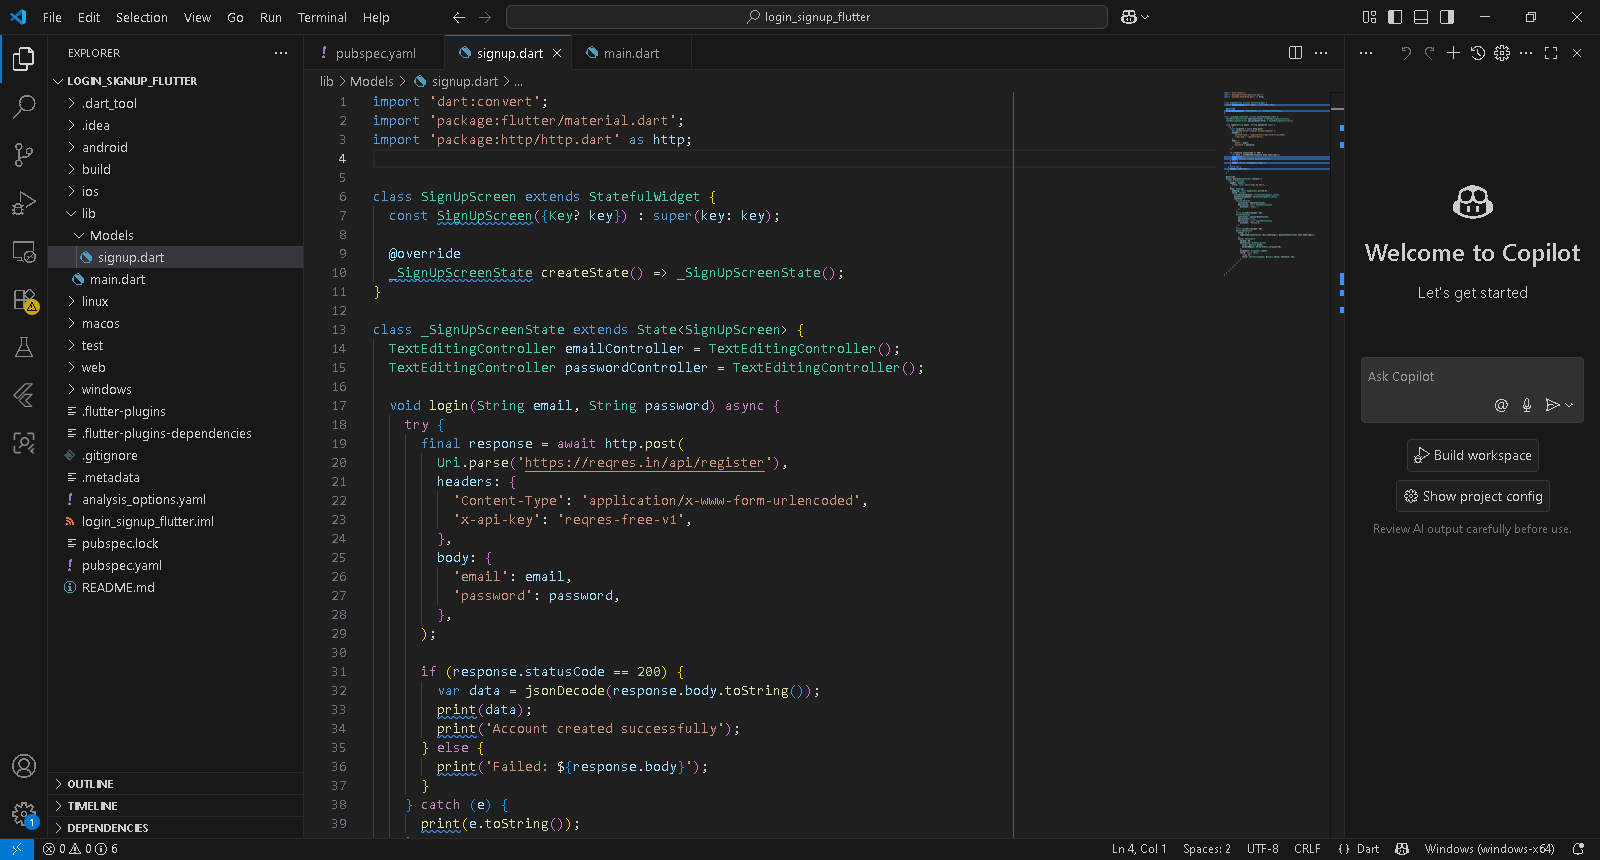 File Edit Selection View Go Run Terminal Help
login_signup_flutter
EXPLORER
LOGIN_SIGNUP_FLUTTER
.dart_tool
.idea
android
build
ios
lib
Models
signup.dart
main.dart
linux
macos
test
web
windows
.flutter-plugins
.flutter-plugins-dependencies
.gitignore
.metadata
analysis_options.yaml
login_signup_flutter.iml
pubspec.lock
pubspec.yaml
README.md
OUTLINE
TIMELINE
DEPENDENCIES
pubspec.yaml signup.dart main.dart
lib > Models > signup.dart > ...
1 import 'dart:convert';
2 import 'package:flutter/material.dart';
3 import 'package:http/http.dart' as http;
4
5
6 class SignUpScreen extends StatefulWidget {
7 const SignUpScreen({Key? key}) : super(key: key);
8
9 @override
10 _SignUpScreenState createState() => _SignUpScreenState();
11 }
12
13 class _SignUpScreenState extends State<SignUpScreen> {
14 TextEditingController emailController = TextEditingController();
15 TextEditingController passwordController = TextEditingController();
16
17 void login(String email, String password) async {
18 try {
19 final response = await http.post(
20 Uri.parse('https://reqres.in/api/register'),
21 headers: {
22 'Content-Type': 'application/x-www-form-urlencoded',
23 'x-api-key': 'reqres-free-v1',
24 },
25 body: {
26 'email': email,
27 'password': password,
28 },
29 );
30
31 if (response.statusCode == 200) {
32 var data = jsonDecode(response.body.toString());
33 print(data);
34 print('Account created successfully');
35 } else {
36 print('Failed: ${response.body}');
37 }
38 } catch (e) {
39 print(e.toString());
Welcome to Copilot
Let's get started
Ask Copilot
Build workspace
Show project config
Review AI output carefully before use.
1
0 0 6
Ln 4, Col 1 Spaces: 2 UTF-8 CRLF {} Dart Windows (windows-x64)